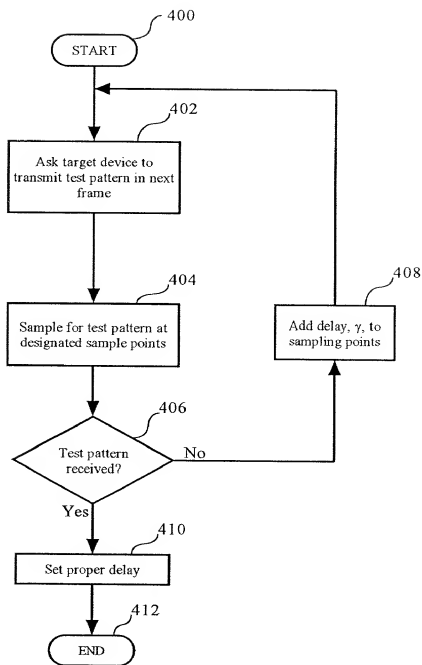 400
START
402
Ask target device to
transmit test pattern in next
frame
404
Sample for test pattern at
designated sample points
408
Add delay, γ, to
sampling points
406
Test pattern
received?
No
Yes
410
Set proper delay
412
END